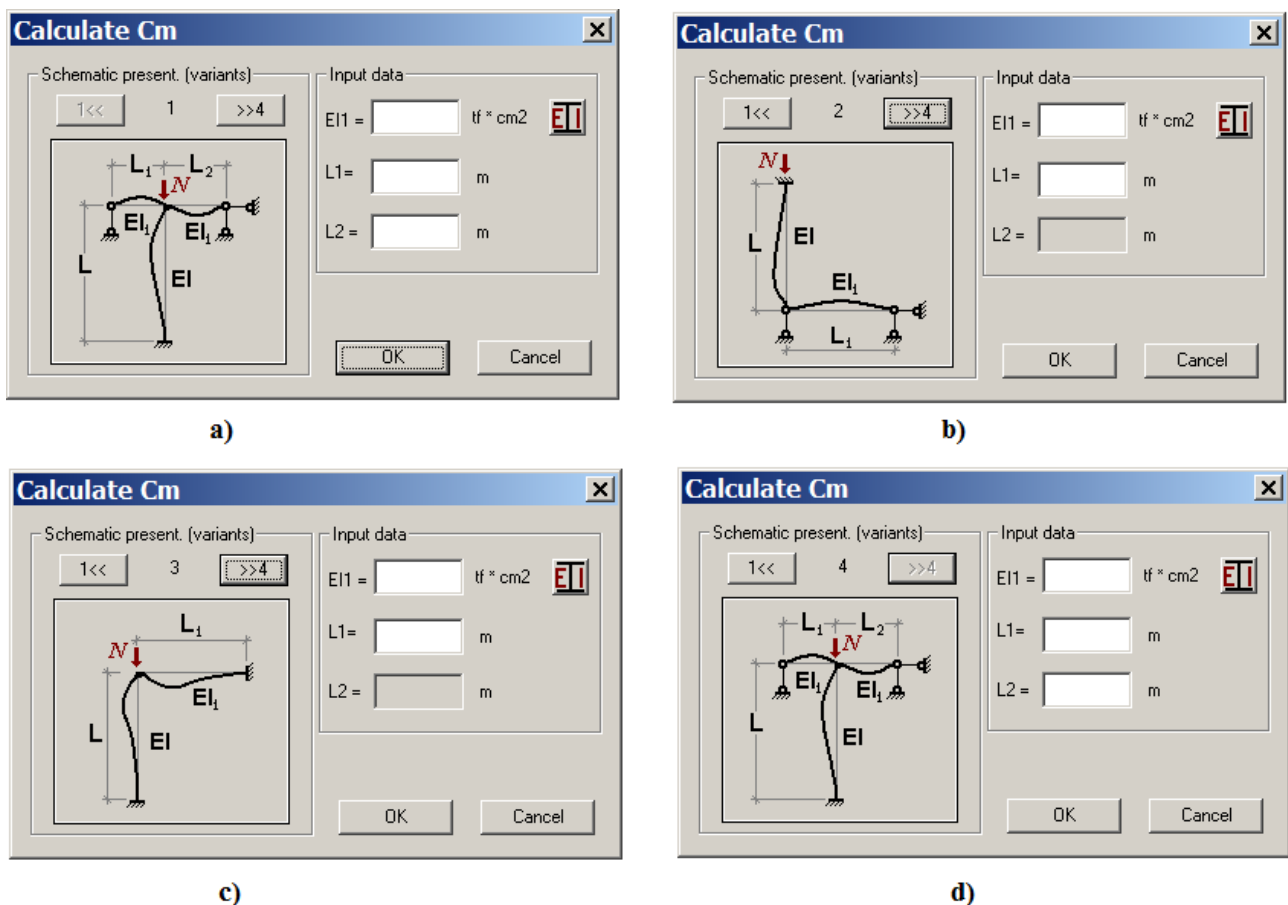 Calculate Cm
Schematic present. (variants)
1<< 1 >>4
L1 L2
N
EI1 EI1
L
EI
Input data
EI1 = tf * cm2 EI
L1= m
L2 = m
OK Cancel
a)
Calculate Cm
Schematic present. (variants)
1<< 2 >>4
N
L EI
EI1
L1
Input data
EI1 = tf * cm2 EI
L1= m
L2 = m
OK Cancel
b)
Calculate Cm
Schematic present. (variants)
1<< 3 >>4
L1
N
EI1
L EI
Input data
EI1 = tf * cm2 EI
L1= m
L2 = m
OK Cancel
c)
Calculate Cm
Schematic present. (variants)
1<< 4 >>4
L1 L2
N
EI1 EI1
L
EI
Input data
EI1 = tf * cm2 EI
L1= m
L2 = m
OK Cancel
d)